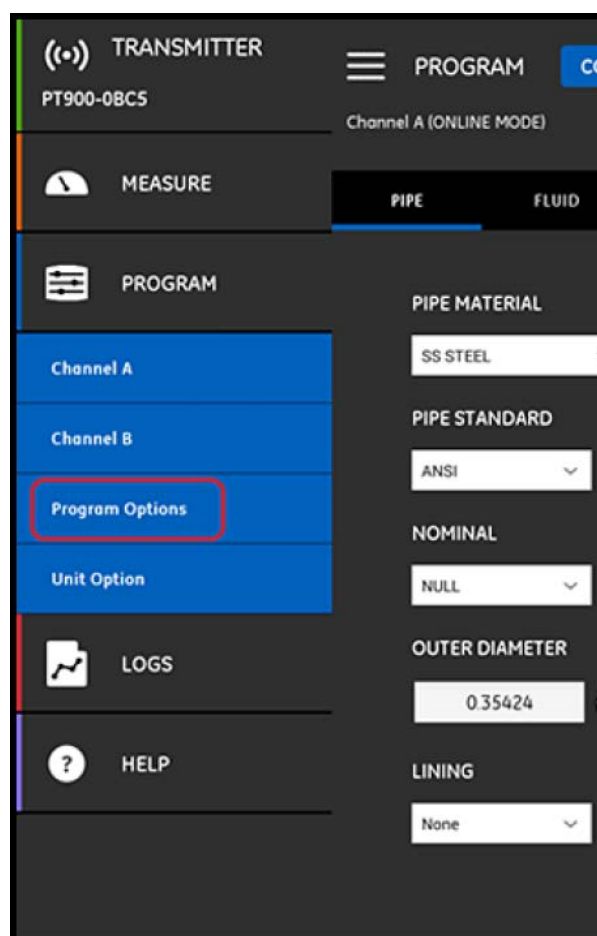 TRANSMITTER
PT900-0BC5
MEASURE
PROGRAM
Channel A
Channel B
Program Options
Unit Option
LOGS
?
HELP
PROGRAM
CO
Channel A (ONLINE MODE)
PIPE
FLUID
PIPE MATERIAL
SS STEEL
PIPE STANDARD
ANSI
NOMINAL
NULL
OUTER DIAMETER
0.35424
LINING
None